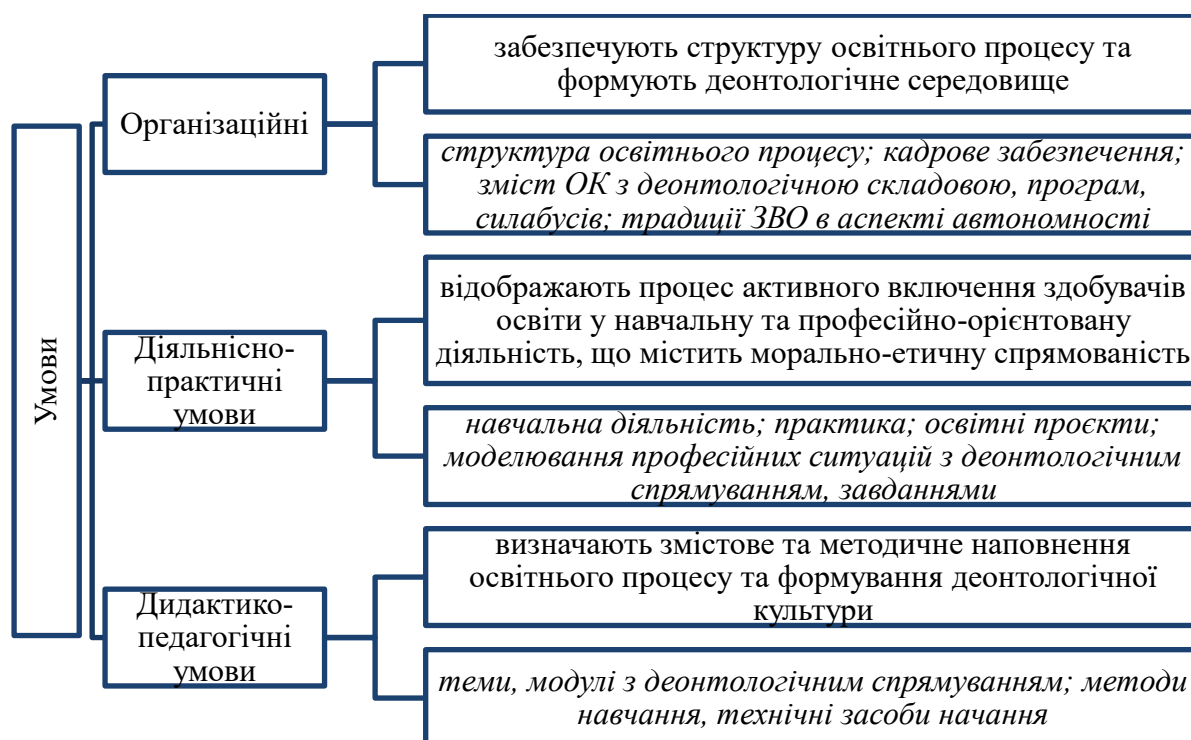 Умови
Організаційні
забезпечують структуру освітнього процесу та
формують деонтологічне середовище
структура освітнього процесу; кадрове забезпечення;
зміст ОК з деонтологічною складовою, програм,
силабусів; традиції ЗВО в аспекті автономності
Діяльнісно-
практичні
умови
відображають процес активного включення здобувачів
освіти у навчальну та професійно-орієнтовану
діяльність, що містить морально-етичну спрямованість
навчальна діяльність; практика; освітні проєкти;
моделювання професійних ситуацій з деонтологічним
спрямуванням, завданнями
Дидактико-
педагогічні
умови
визначають змістове та методичне наповнення
освітнього процесу та формування деонтологічної
культури
теми, модулі з деонтологічним спрямуванням; методи
навчання, технічні засоби начання